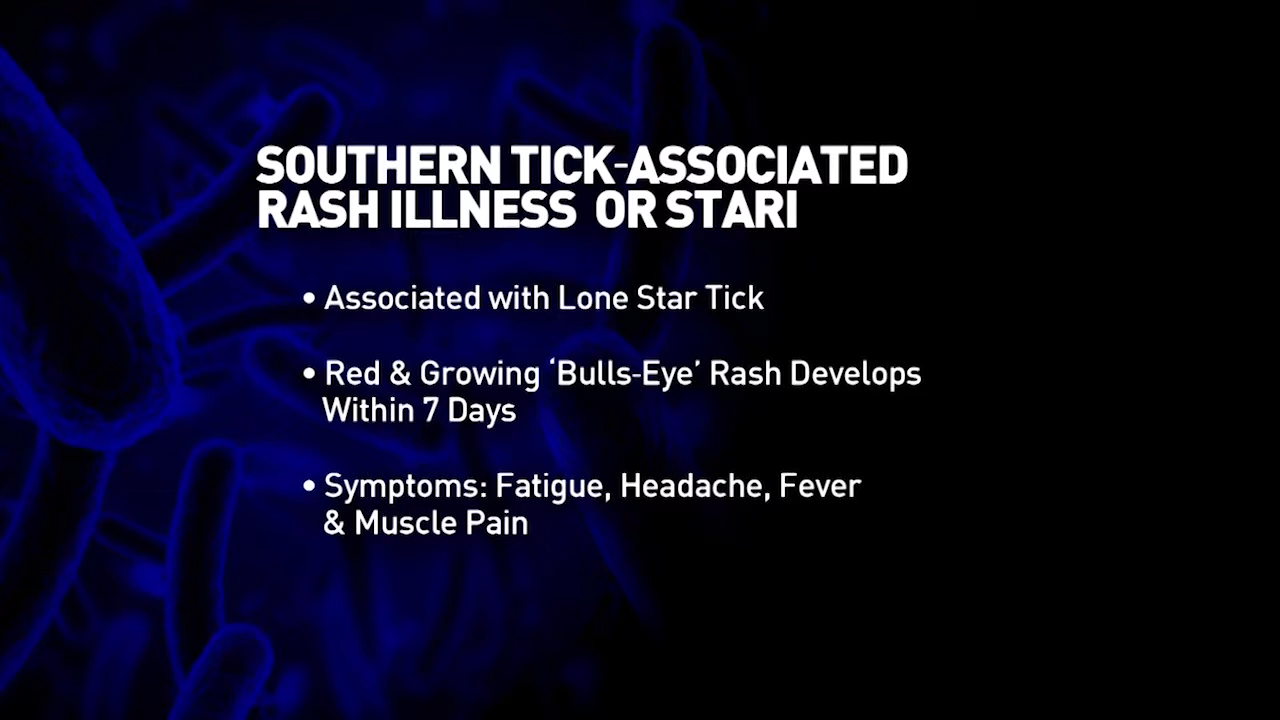 SOUTHERN TICK-ASSOCIATED
RASH ILLNESS OR STARI
• Associated with Lone Star Tick
• Red & Growing ‘Bulls-Eye’ Rash Develops
Within 7 Days
• Symptoms: Fatigue, Headache, Fever
& Muscle Pain